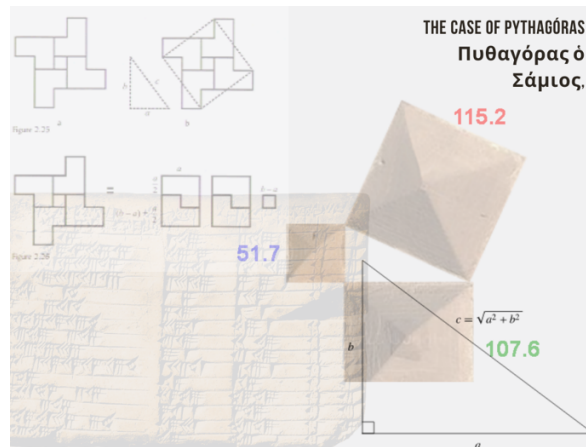 THE CASE OF PYTHAGÓRAS
Πυθαγόρας ὁ
Σάμιος,
115.2
b
c
a
Figure 2.25
a
b
=
a
b−a
51.7
Figure 2.26
c = √a² + b²
b
107.6
a